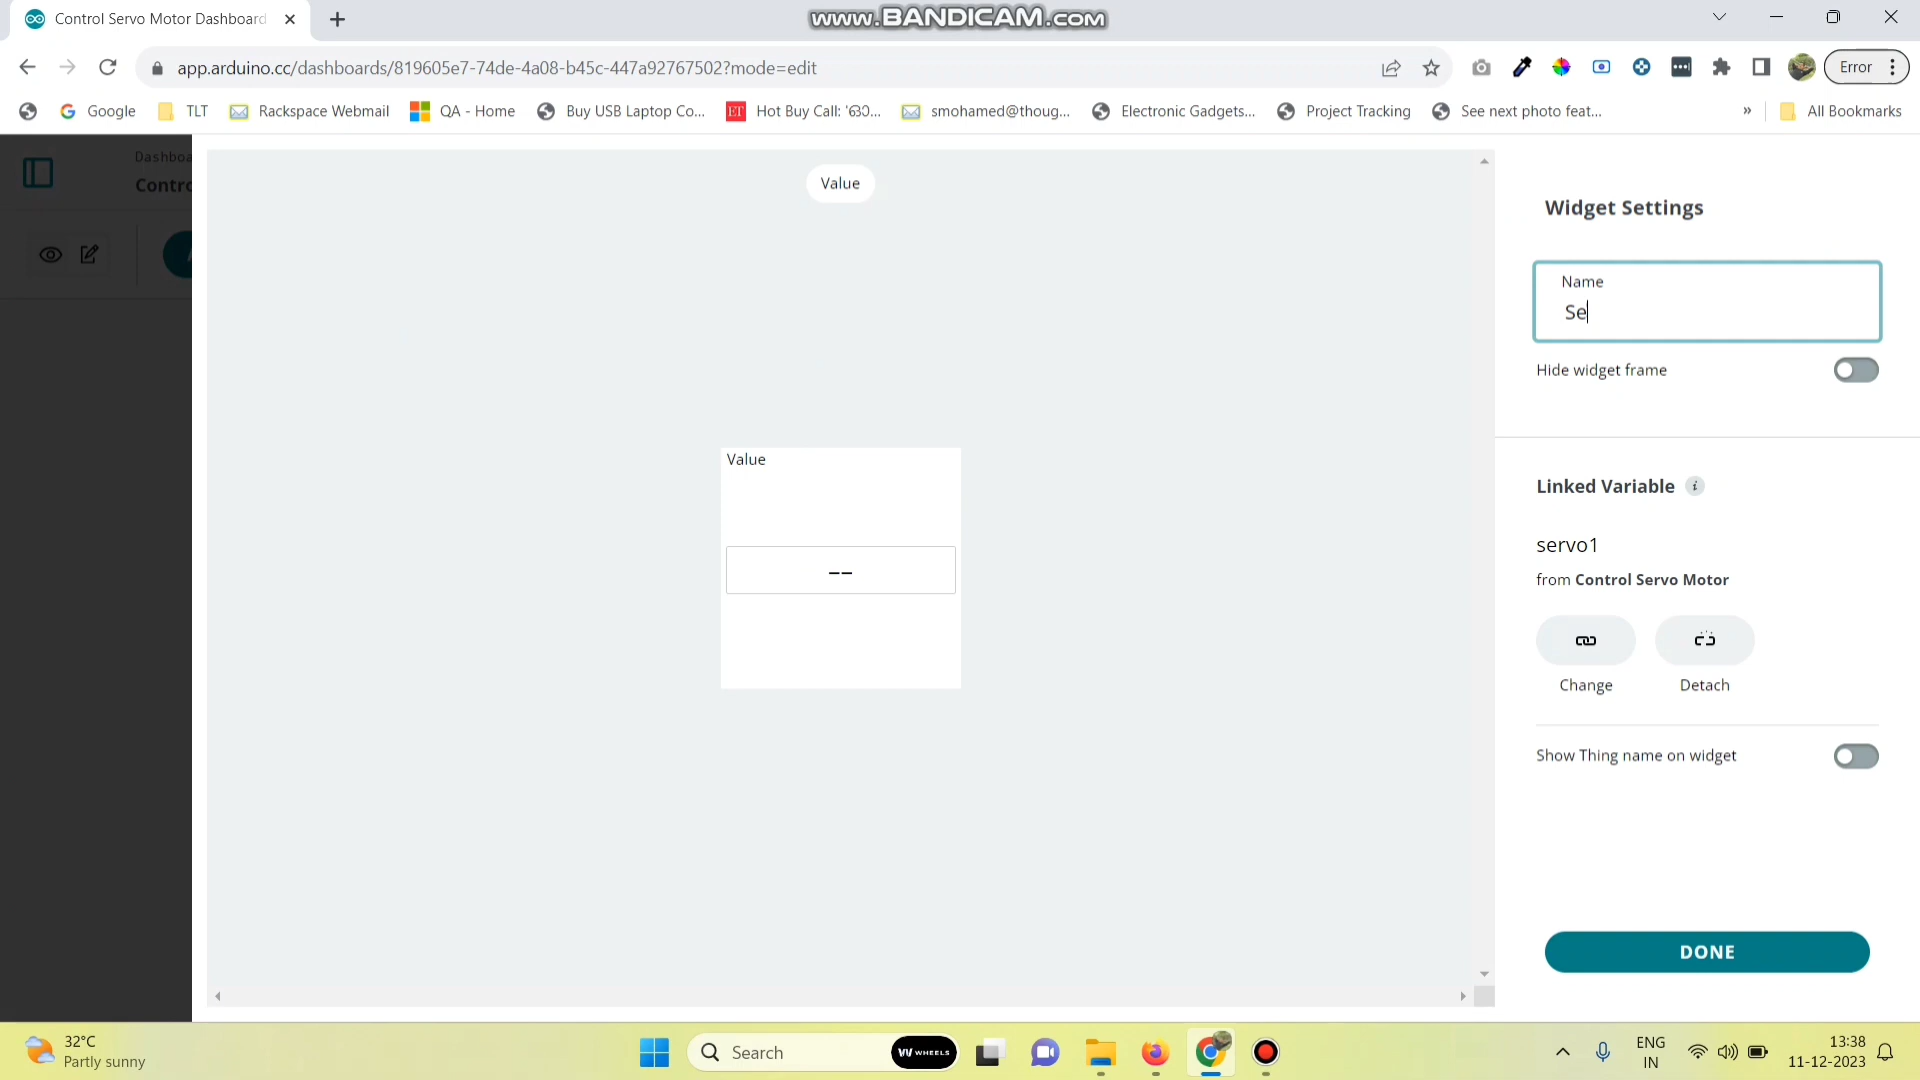 Control Servo Motor Dashboard
www.BANDICAM.com
app.arduino.cc/dashboards/819605e7-74de-4a08-b45c-447a92767502?mode=edit
Error
Google
TLT
Rackspace Webmail
QA - Home
Buy USB Laptop Co...
ET
Hot Buy Call: '630...
smohamed@thoug...
Electronic Gadgets...
Project Tracking
See next photo feat...
»
All Bookmarks
Dashboa
Contro
Value
Widget Settings
Name
Se
Hide widget frame
Value
--
Linked Variable i
servo1
from Control Servo Motor
Change
Detach
Show Thing name on widget
DONE
32°C
Partly sunny
Search
WHEELS
ENG
IN
13:38
11-12-2023